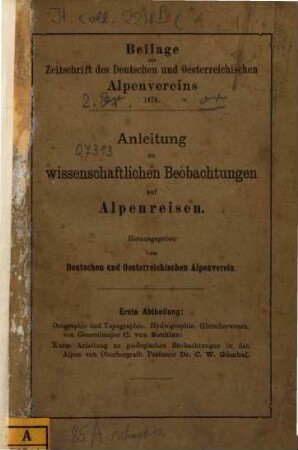 Beilage
zur
Zeitschrift des Deutschen und Oesterreichischen
Alpenvereins
1878.
Q 7313
Anleitung
zu
wissenschaftlichen Beobachtungen
auf
Alpenreisen.
Herausgegeben
vom
Deutschen und Oesterreichischen Alpenverein.
Erste Abtheilung:
Orographie und Topographie. Hydrographie. Gletscherwesen.
von Generalmajor C. von Sonklar.
Kurze Anleitung zu geologischen Beobachtungen in den
Alpen von Oberbergrath Professor Dr. C. W. Gümbel.
A